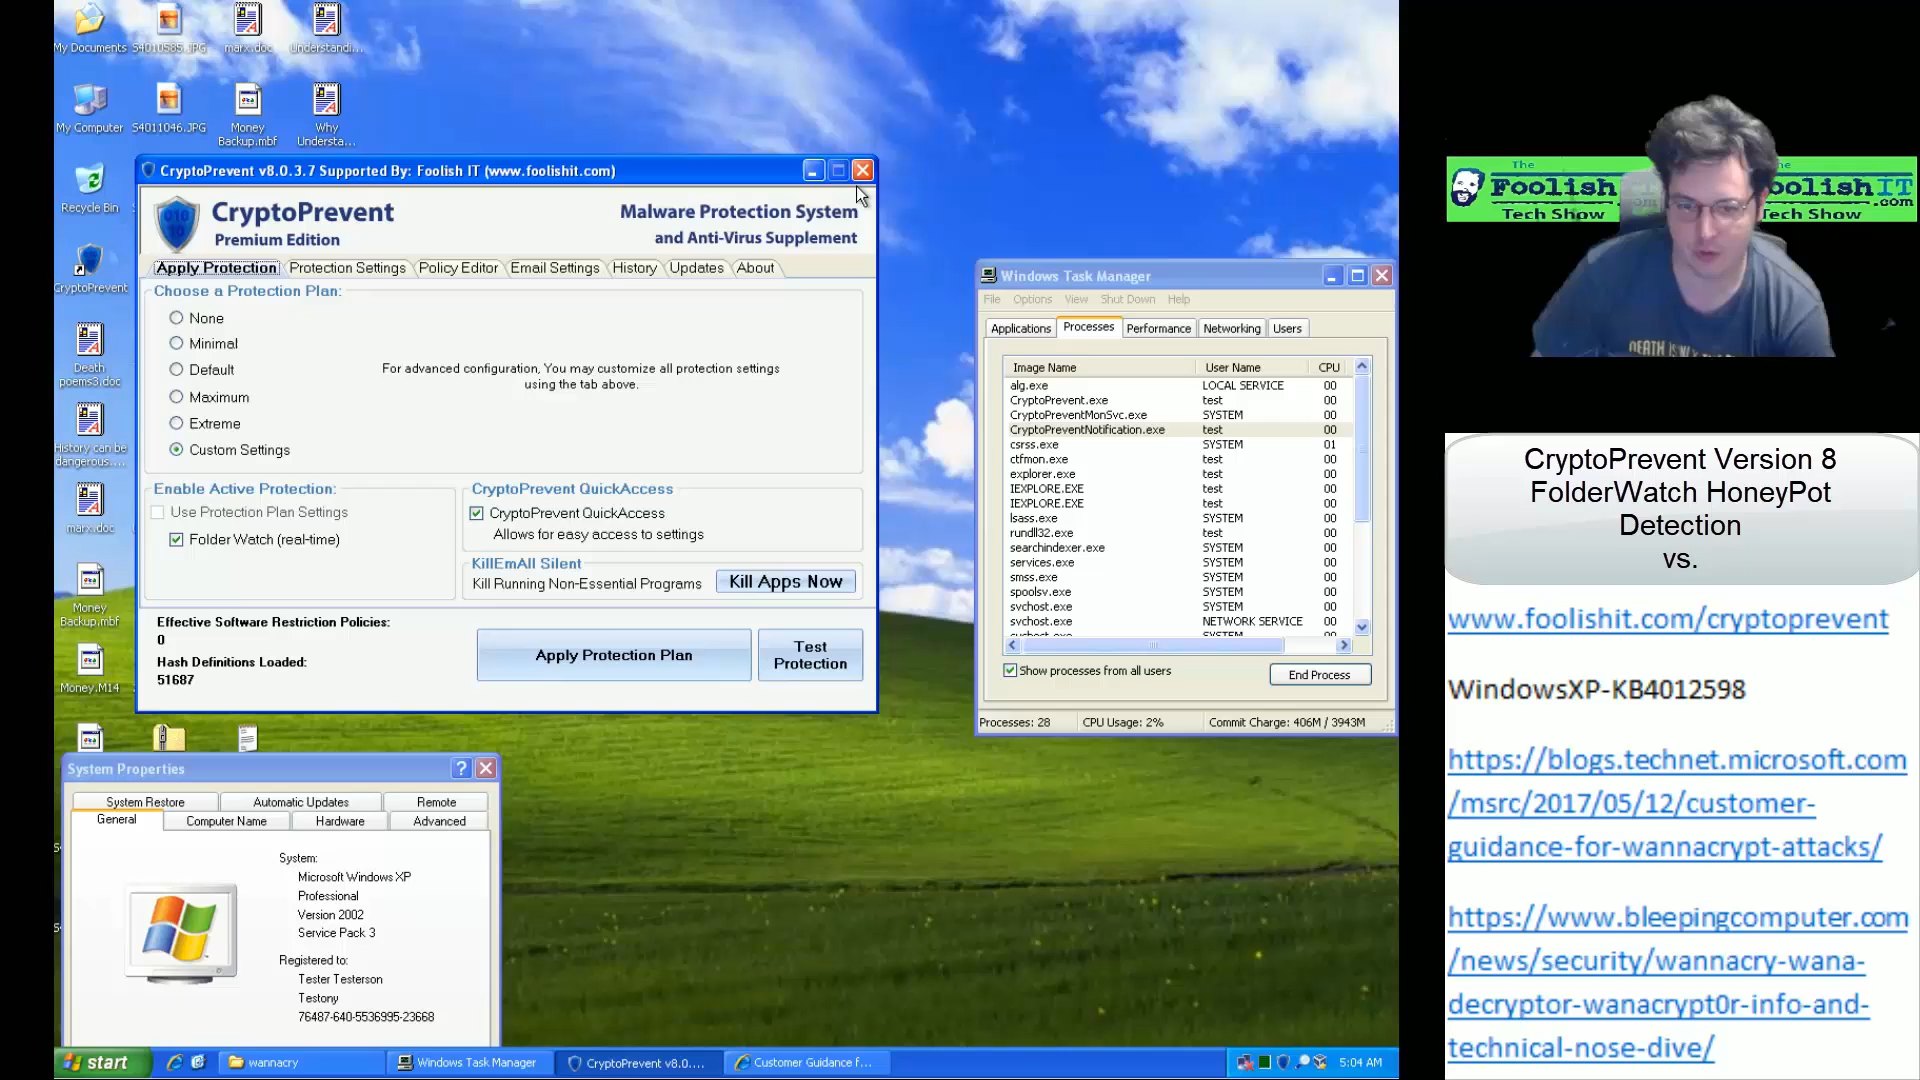 My Documents
S4010585.JPG
marx.doc
Understandi...
My Computer
S4011046.JPG
Money
Backup.mbf
Why
Understa...
Recycle Bin
CryptoPrevent
Death
poems3.doc
History can be
dangerous....
marx.doc
Money
Backup.mbf
Money.M14
CryptoPrevent v8.0.3.7 Supported By: Foolish IT (www.foolishit.com)
CryptoPrevent
Premium Edition
Malware Protection System
and Anti-Virus Supplement
Apply Protection
Protection Settings
Policy Editor
Email Settings
History
Updates
About
Choose a Protection Plan:
None
Minimal
Default
Maximum
Extreme
Custom Settings
For advanced configuration, You may customize all protection settings
using the tab above.
Enable Active Protection:
Use Protection Plan Settings
Folder Watch (real-time)
CryptoPrevent QuickAccess
CryptoPrevent QuickAccess
Allows for easy access to settings
KillEmAll Silent
Kill Running Non-Essential Programs
Kill Apps Now
Effective Software Restriction Policies:
0
Hash Definitions Loaded:
51687
Apply Protection Plan
Test
Protection
Windows Task Manager
File Options View Shut Down Help
Applications Processes Performance Networking Users
Image Name User Name CPU
alg.exe LOCAL SERVICE 00
CryptoPrevent.exe test 00
CryptoPreventMonSvc.exe SYSTEM 00
CryptoPreventNotification.exe test 00
csrss.exe SYSTEM 01
ctfmon.exe test 00
explorer.exe test 00
IEXPLORE.EXE test 00
IEXPLORE.EXE test 00
lsass.exe SYSTEM 00
rundll32.exe test 00
searchindexer.exe SYSTEM 00
services.exe SYSTEM 00
smss.exe SYSTEM 00
spoolsv.exe SYSTEM 00
svchost.exe SYSTEM 00
svchost.exe NETWORK SERVICE 00
svchost.exe SYSTEM 00
Show processes from all users
End Process
Processes: 28
CPU Usage: 2%
Commit Charge: 406M / 3943M
System Properties
System Restore Automatic Updates Remote
General Computer Name Hardware Advanced
System:
Microsoft Windows XP
Professional
Version 2002
Service Pack 3
Registered to:
Tester Testerson
Testony
76487-640-5536995-23668
start
wannacry
Windows Task Manager
CryptoPrevent v8.0....
Customer Guidance f...
5:04 AM
The
Foolish
Tech Show
The
FoolishIT
.com
Tech Show
DEATH IS
CryptoPrevent Version 8
FolderWatch HoneyPot
Detection
vs.
www.foolishit.com/cryptoprevent
WindowsXP-KB4012598
https://blogs.technet.microsoft.com
/msrc/2017/05/12/customer-
guidance-for-wannacrypt-attacks/
https://www.bleepingcomputer.com
/news/security/wannacry-wana-
decryptor-wanacrypt0r-info-and-
technical-nose-dive/